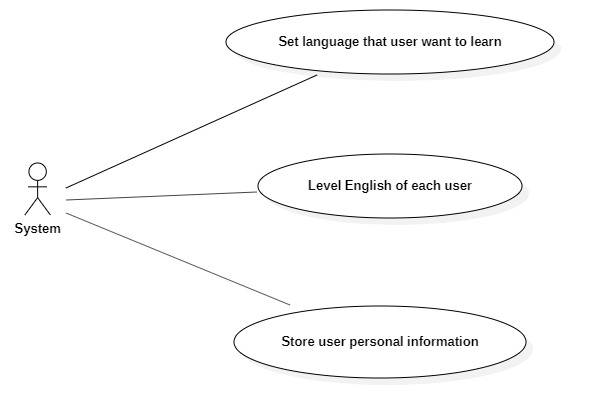 Set language that user want to learn
Level English of each user
System
Store user personal information